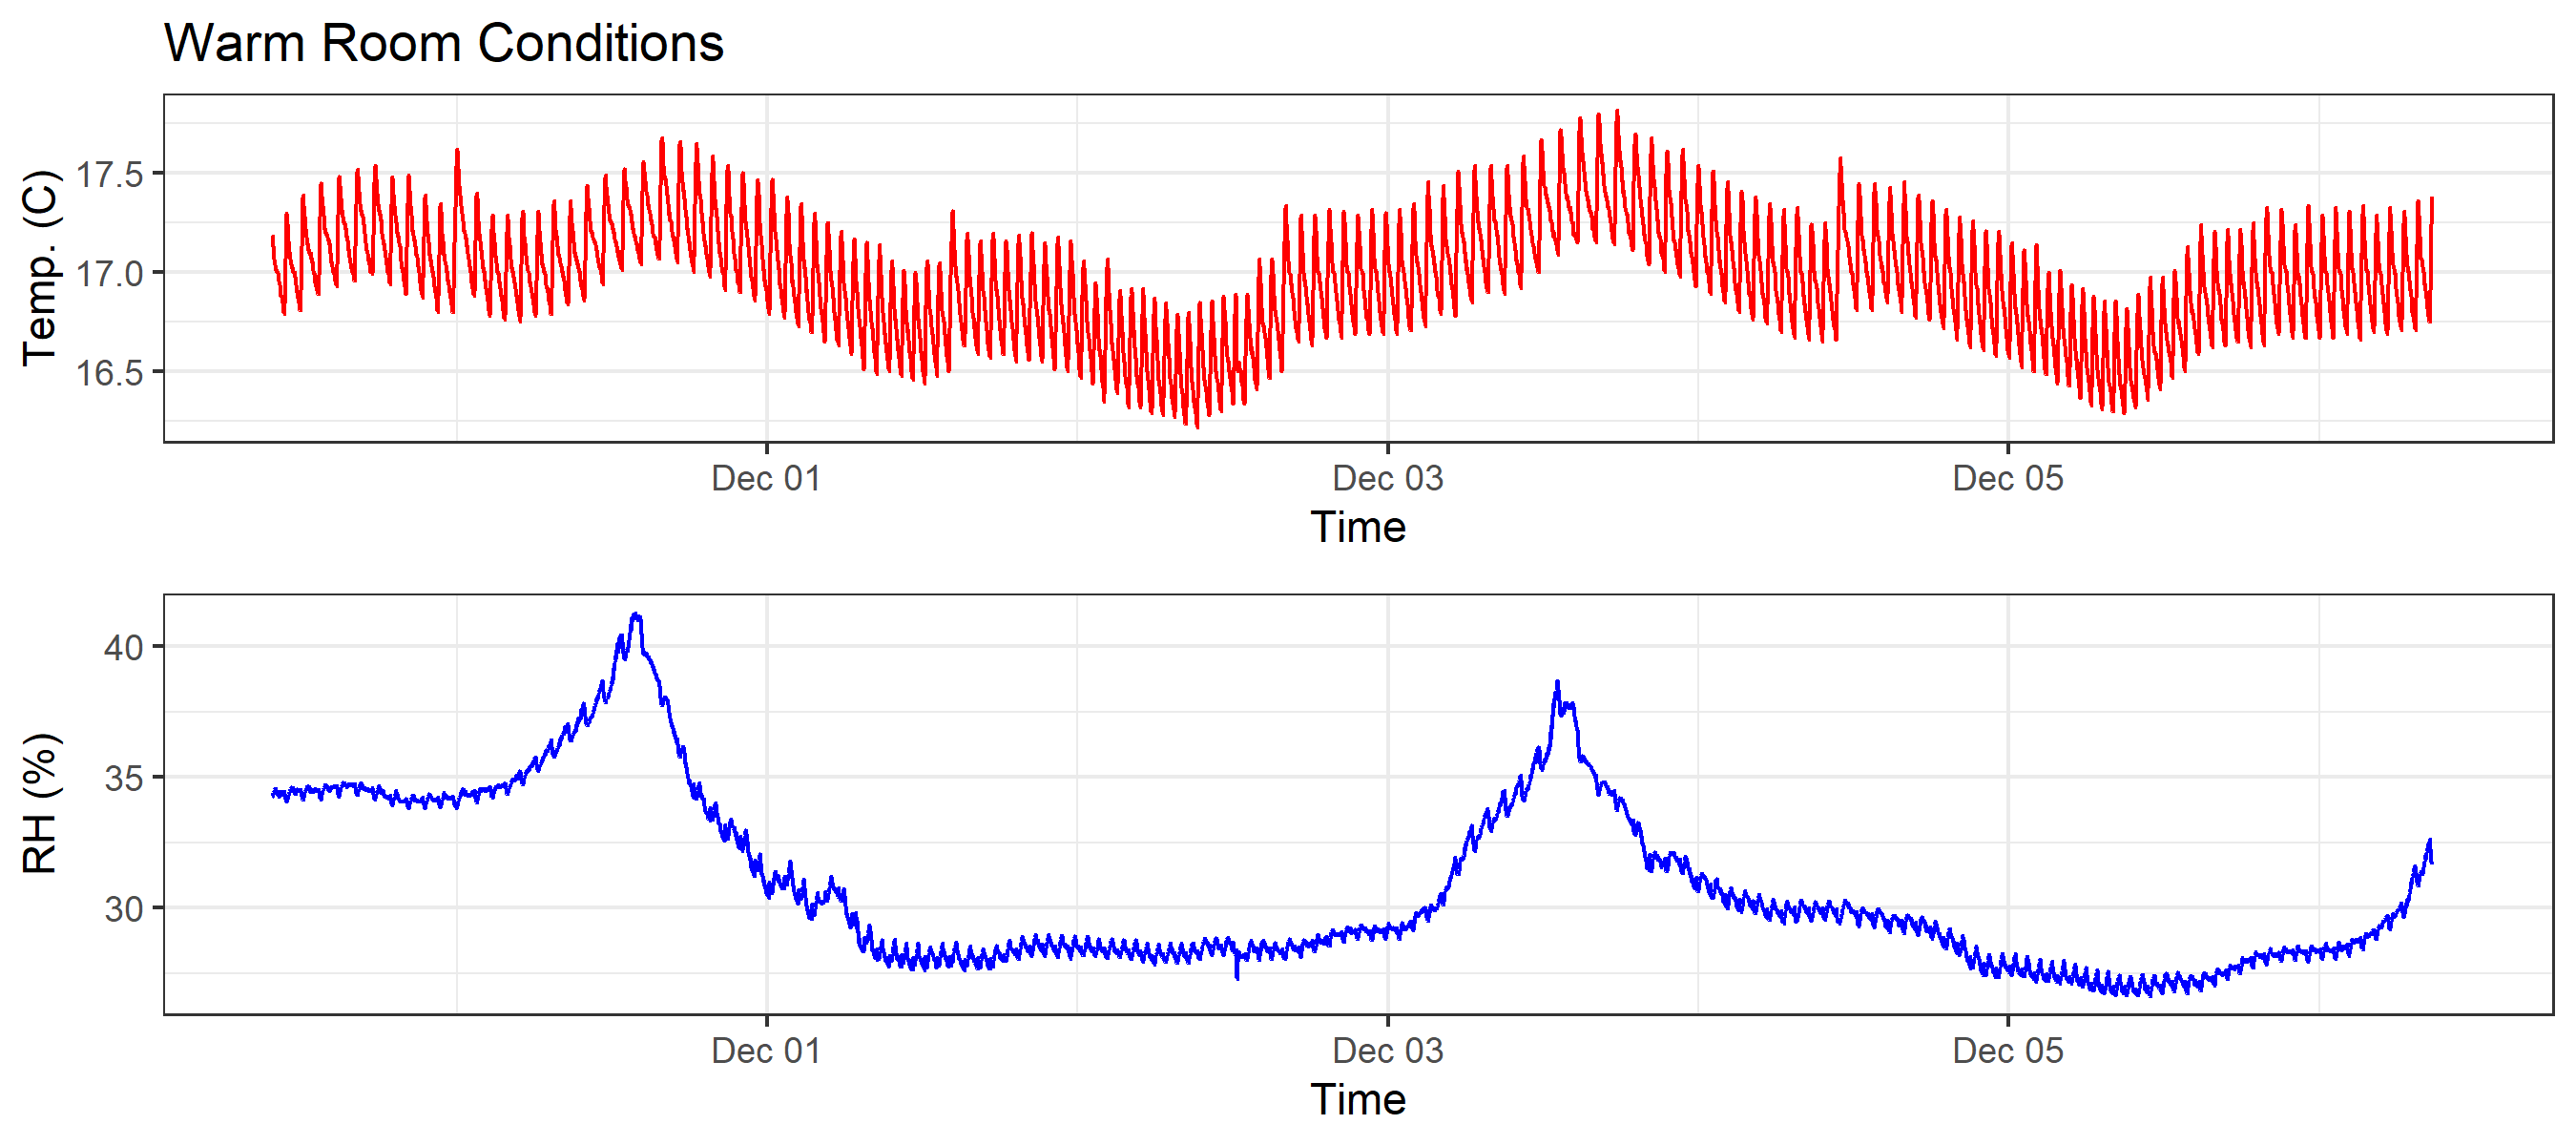 Warm Room Conditions
Temp. (C)
17.5
17.0
16.5
Dec 01 Dec 03 Dec 05
Time
RH (%)
40
35
30
Dec 01 Dec 03 Dec 05
Time